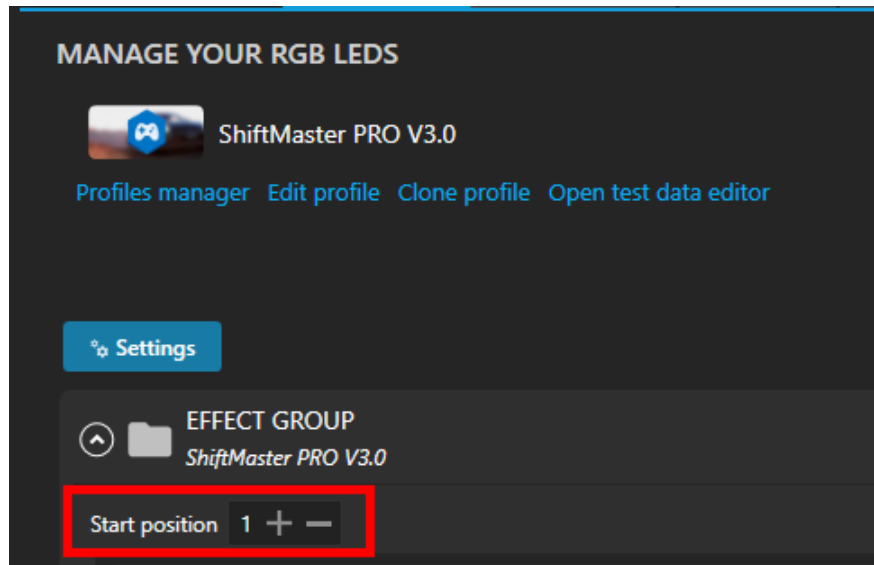 MANAGE YOUR RGB LEDS
ShiftMaster PRO V3.0
Profiles manager Edit profile Clone profile Open test data editor
Settings
EFFECT GROUP
ShiftMaster PRO V3.0
Start position 1 + −